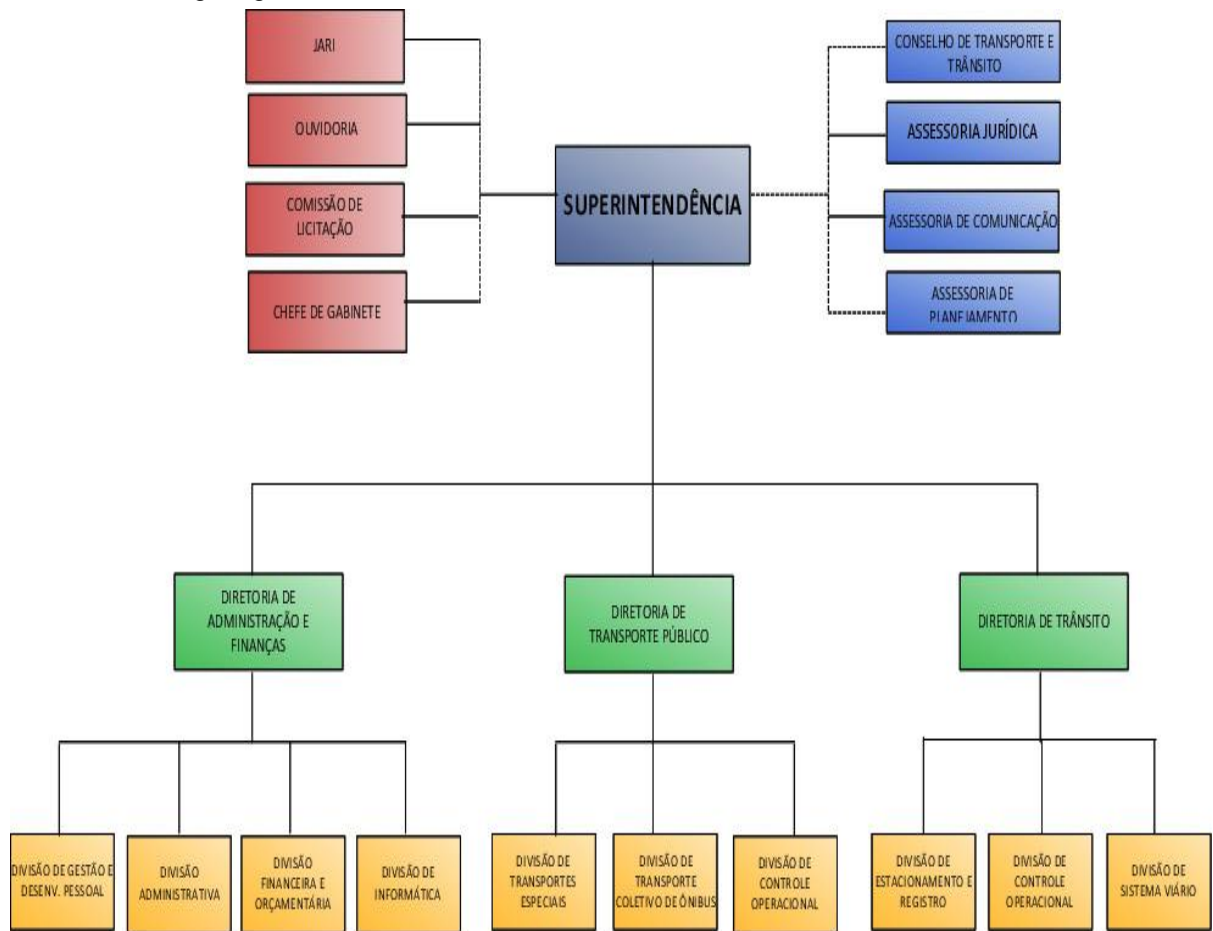 JARI
OUVIDORIA
COMISSÃO DE
LICITAÇÃO
CHEFE DE GABINETE
SUPERINTENDÊNCIA
CONSELHO DE TRANSPORTE E
TRÂNSITO
ASSESSORIA JURÍDICA
ASSESSORIA DE COMUNICAÇÃO
ASSESSORIA DE
PLANEJAMENTO
DIRETORIA DE
ADMINISTRAÇÃO E
FINANÇAS
DIRETORIA DE
TRANSPORTE PÚBLICO
DIRETORIA DE TRÂNSITO
DIVISÃO DE GESTÃO E
DESENV. PESSOAL
DIVISÃO
ADMINISTRATIVA
DIVISÃO
FINANCEIRA E
ORÇAMENTÁRIA
DIVISÃO DE
INFORMÁTICA
DIVISÃO DE
TRANSPORTES
ESPECIAIS
DIVISÃO DE
TRANSPORTE
COLETIVO DE ÔNIBUS
DIVISÃO DE
CONTROLE
OPERACIONAL
DIVISÃO DE
ESTACIONAMENTO E
REGISTRO
DIVISÃO DE
CONTROLE
OPERACIONAL
DIVISÃO DE
SISTEMA VIÁRIO